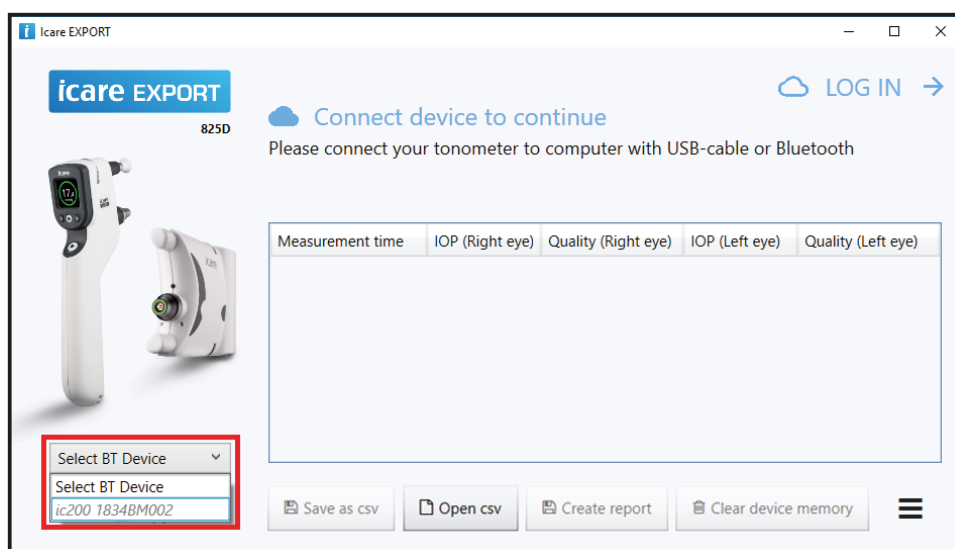 Icare EXPORT
icare EXPORT
825D
LOG IN
Connect device to continue
Please connect your tonometer to computer with USB-cable or Bluetooth
Measurement time IOP (Right eye) Quality (Right eye) IOP (Left eye) Quality (Left eye)
Select BT Device
Select BT Device
ic200 1834BM002
Save as csv Open csv Create report Clear device memory